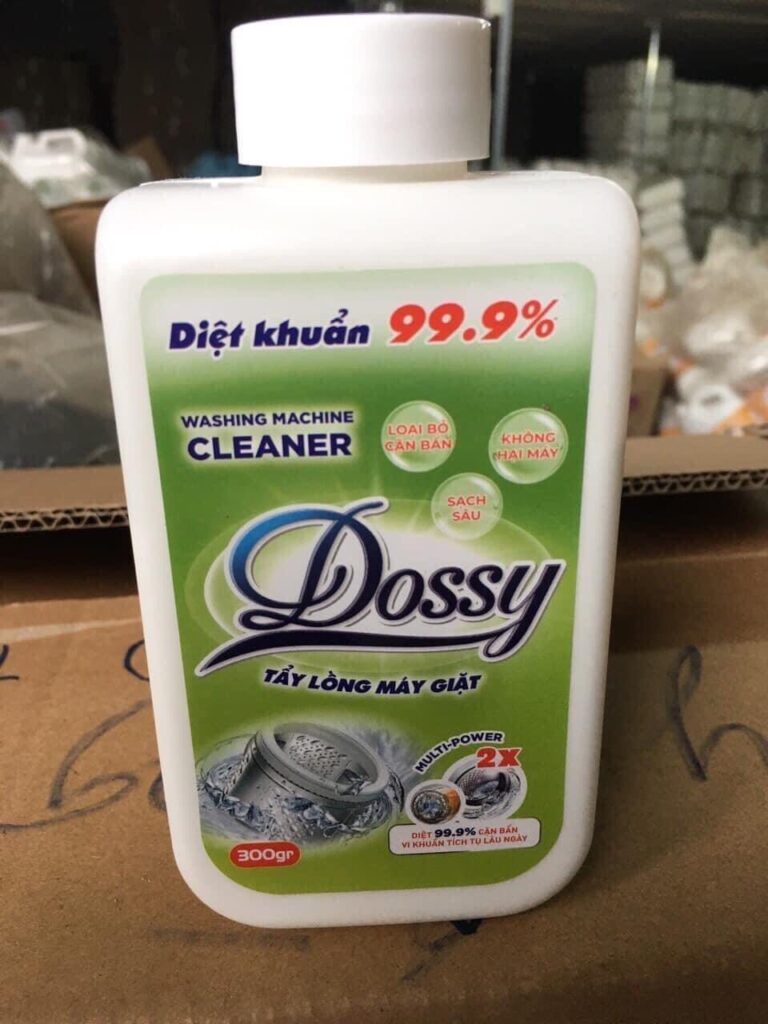 Diệt khuẩn 99.9%
WASHING MACHINE
CLEANER
LOẠI BỎ
CẶN BẨN
KHÔNG
HẠI MÁY
SẠCH
SÂU
Dossy
TẨY LỒNG MÁY GIẶT
MULTI-POWER
2X
DIỆT 99.9% CẶN BẨN
VI KHUẨN TÍCH TỤ LÂU NGÀY
300gr